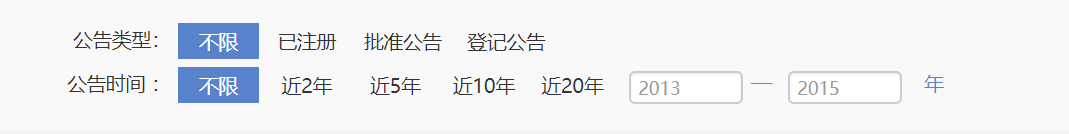 公告类型： 不限 已注册 批准公告 登记公告
公告时间 ： 不限 近2年 近5年 近10年 近20年 2013 — 2015 年